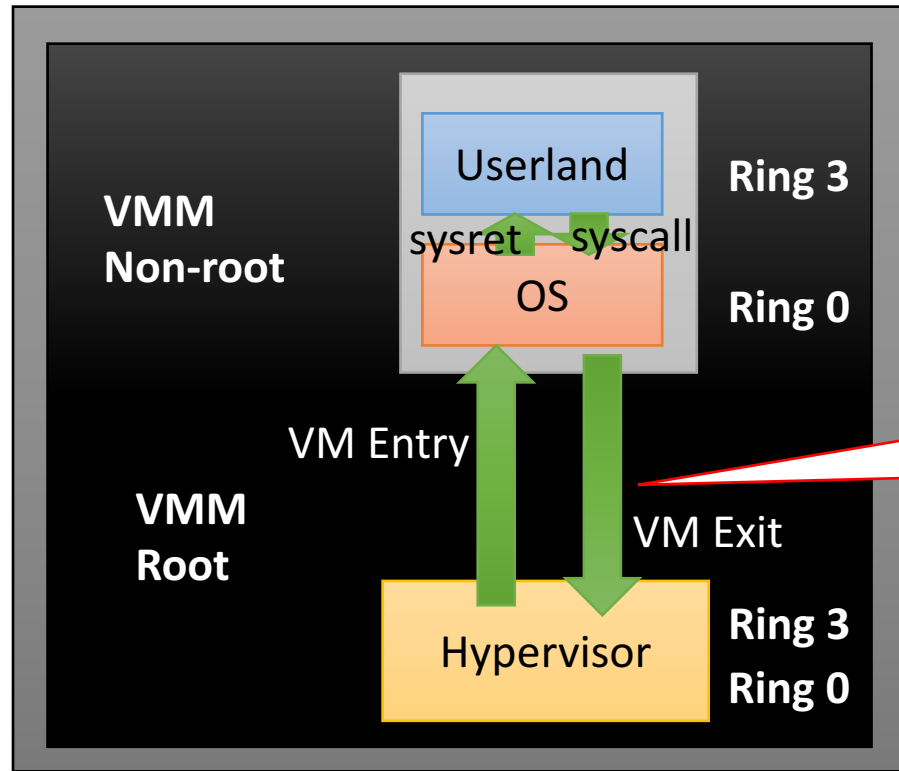 Userland
Ring 3
VMM
Non-root
sysret
syscall
OS
Ring 0
VM Entry
VMM
Root
VM Exit
Hypervisor
Ring 3
Ring 0